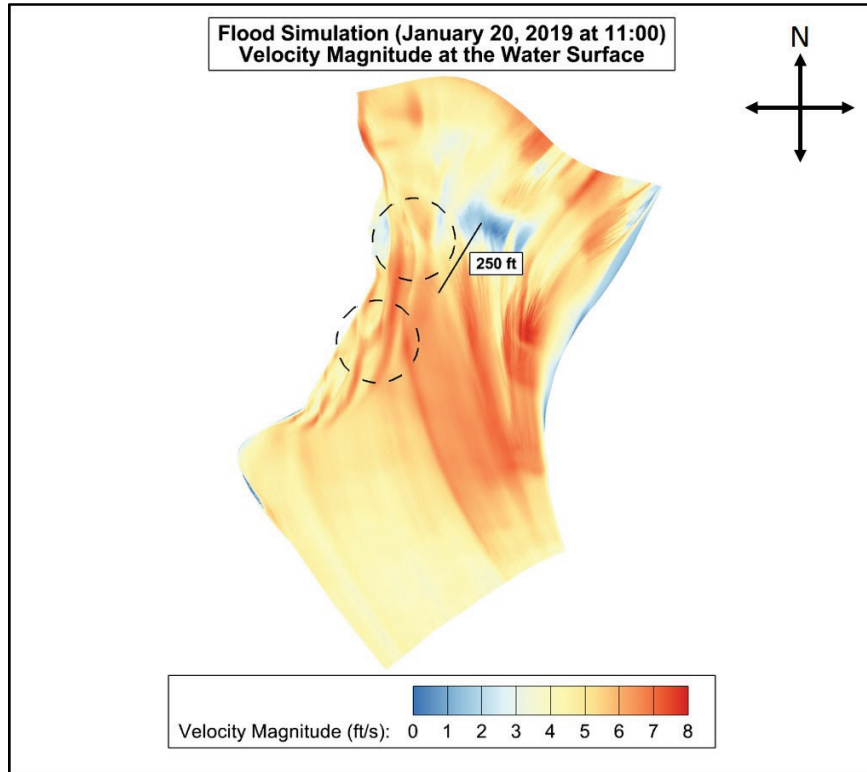 Flood Simulation (January 20, 2019 at 11:00)
Velocity Magnitude at the Water Surface
N
250 ft
Velocity Magnitude (ft/s): 0 1 2 3 4 5 6 7 8